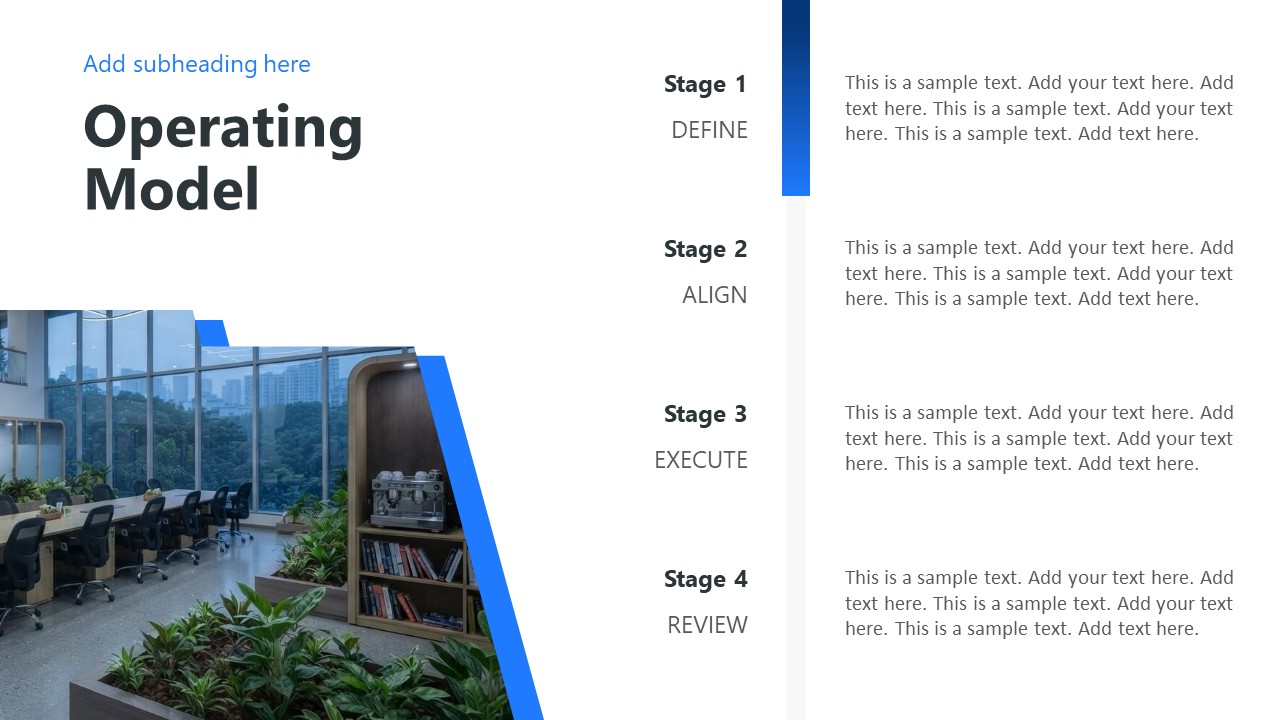 Add subheading here
Operating
Model
Stage 1
DEFINE
This is a sample text. Add your text here. Add
text here. This is a sample text. Add your text
here. This is a sample text. Add text here.
Stage 2
ALIGN
This is a sample text. Add your text here. Add
text here. This is a sample text. Add your text
here. This is a sample text. Add text here.
Stage 3
EXECUTE
This is a sample text. Add your text here. Add
text here. This is a sample text. Add your text
here. This is a sample text. Add text here.
Stage 4
REVIEW
This is a sample text. Add your text here. Add
text here. This is a sample text. Add your text
here. This is a sample text. Add text here.